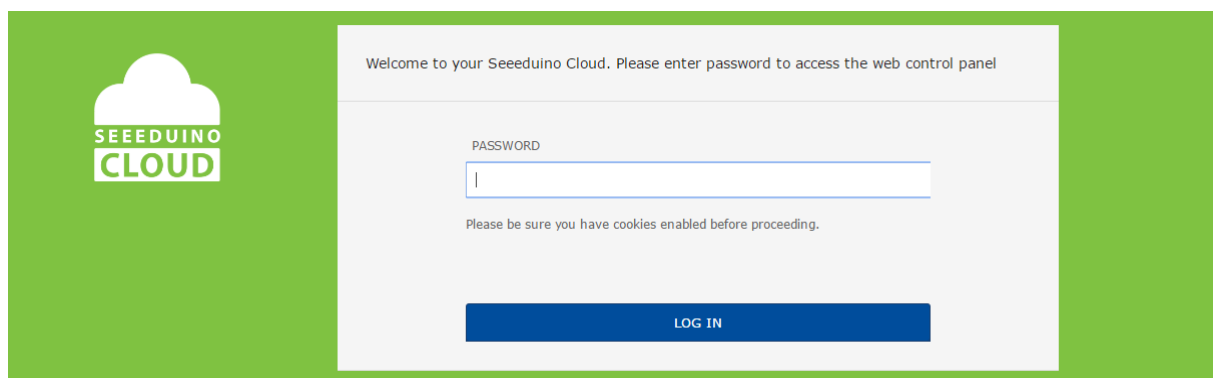 SEEEDUINO
CLOUD
Welcome to your Seeeduino Cloud. Please enter password to access the web control panel
PASSWORD
Please be sure you have cookies enabled before proceeding.
LOG IN